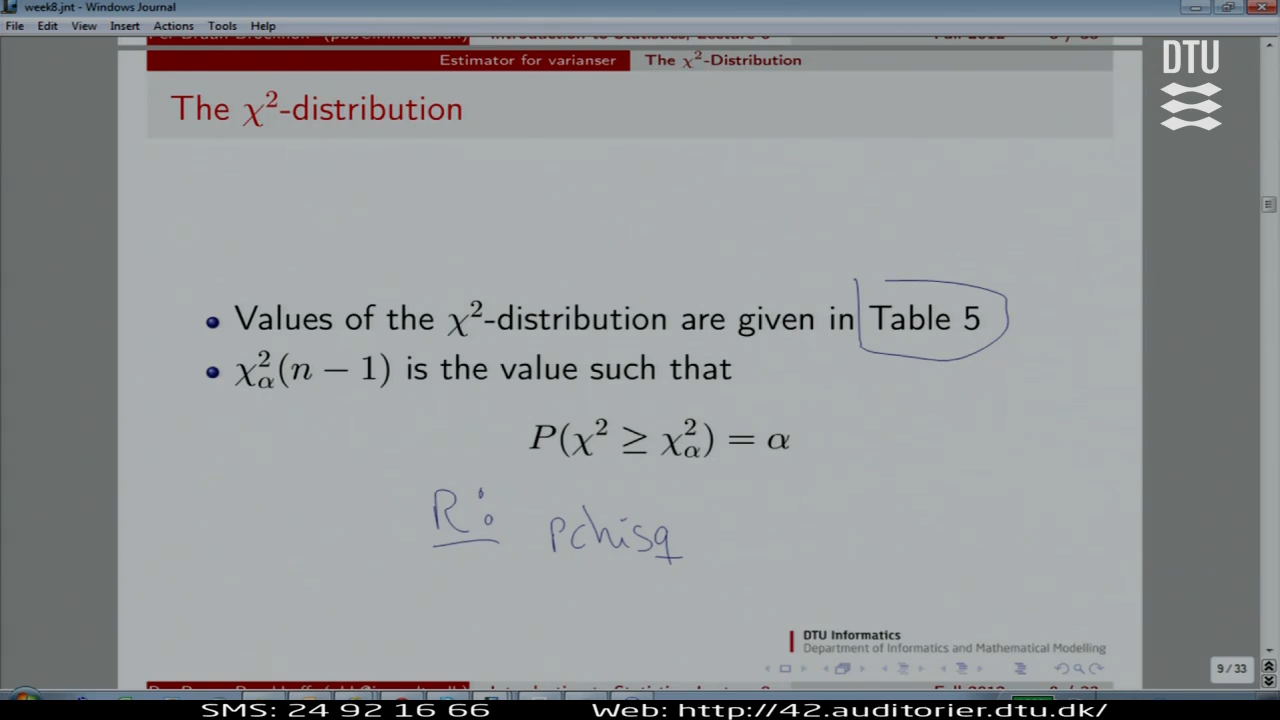 week8.jnt - Windows Journal
File Edit View Insert Actions Tools Help
Estimator for varianser The χ²-Distribution
DTU
The χ²-distribution
Values of the χ²-distribution are given in Table 5
χ²α(n − 1) is the value such that
P(χ² ≥ χ²α) = α
R: pchisq
DTU Informatics
Department of Informatics and Mathematical Modelling
9 / 33
SMS: 24 92 16 66 Web: http://42.auditorier.dtu.dk/